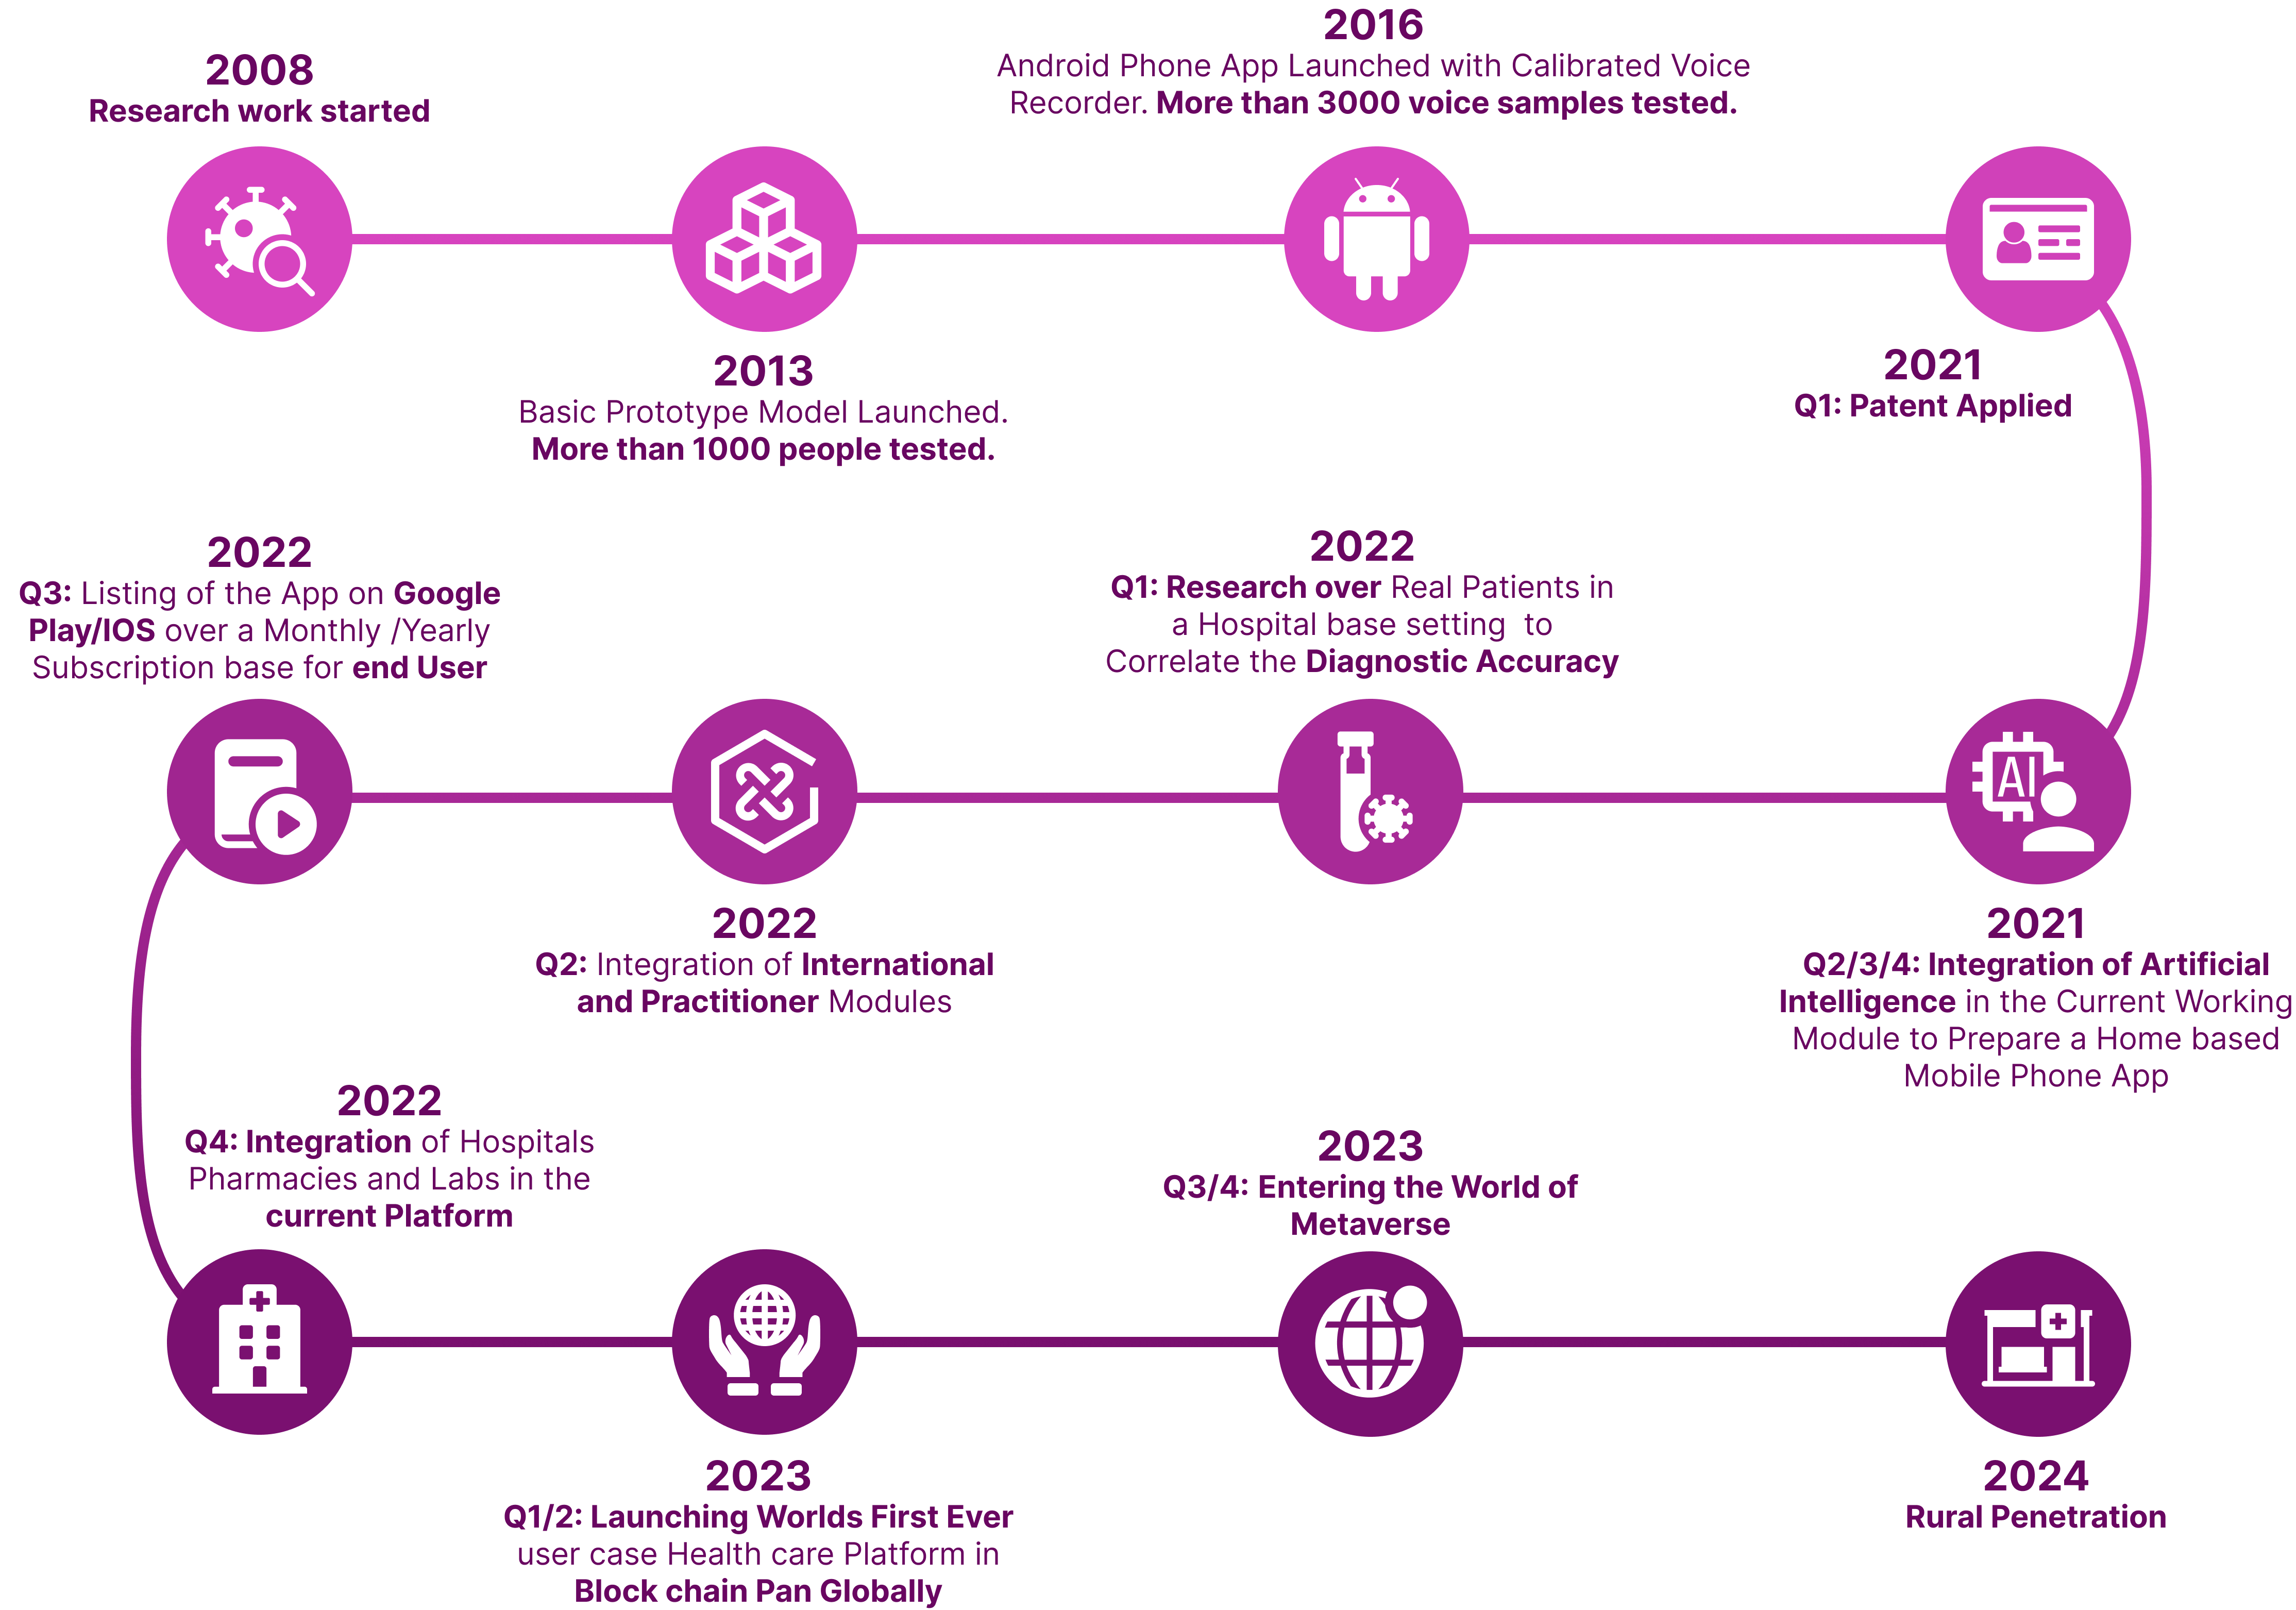 2008
Research work started
2013
Basic Prototype Model Launched.
More than 1000 people tested.
2016
Android Phone App Launched with Calibrated Voice
Recorder. More than 3000 voice samples tested.
2021
Q1: Patent Applied
AI
2021
Q2/3/4: Integration of Artificial
Intelligence in the Current Working
Module to Prepare a Home based
Mobile Phone App
2022
Q1: Research over Real Patients in
a Hospital base setting  to
Correlate the Diagnostic Accuracy
2022
Q2: Integration of International
and Practitioner Modules
2022
Q3: Listing of the App on Google
Play/IOS over a Monthly /Yearly
Subscription base for end User
2022
Q4: Integration of Hospitals
Pharmacies and Labs in the
current Platform
2023
Q1/2: Launching Worlds First Ever
user case Health care Platform in
Block chain Pan Globally
2023
Q3/4: Entering the World of
Metaverse
2024
Rural Penetration